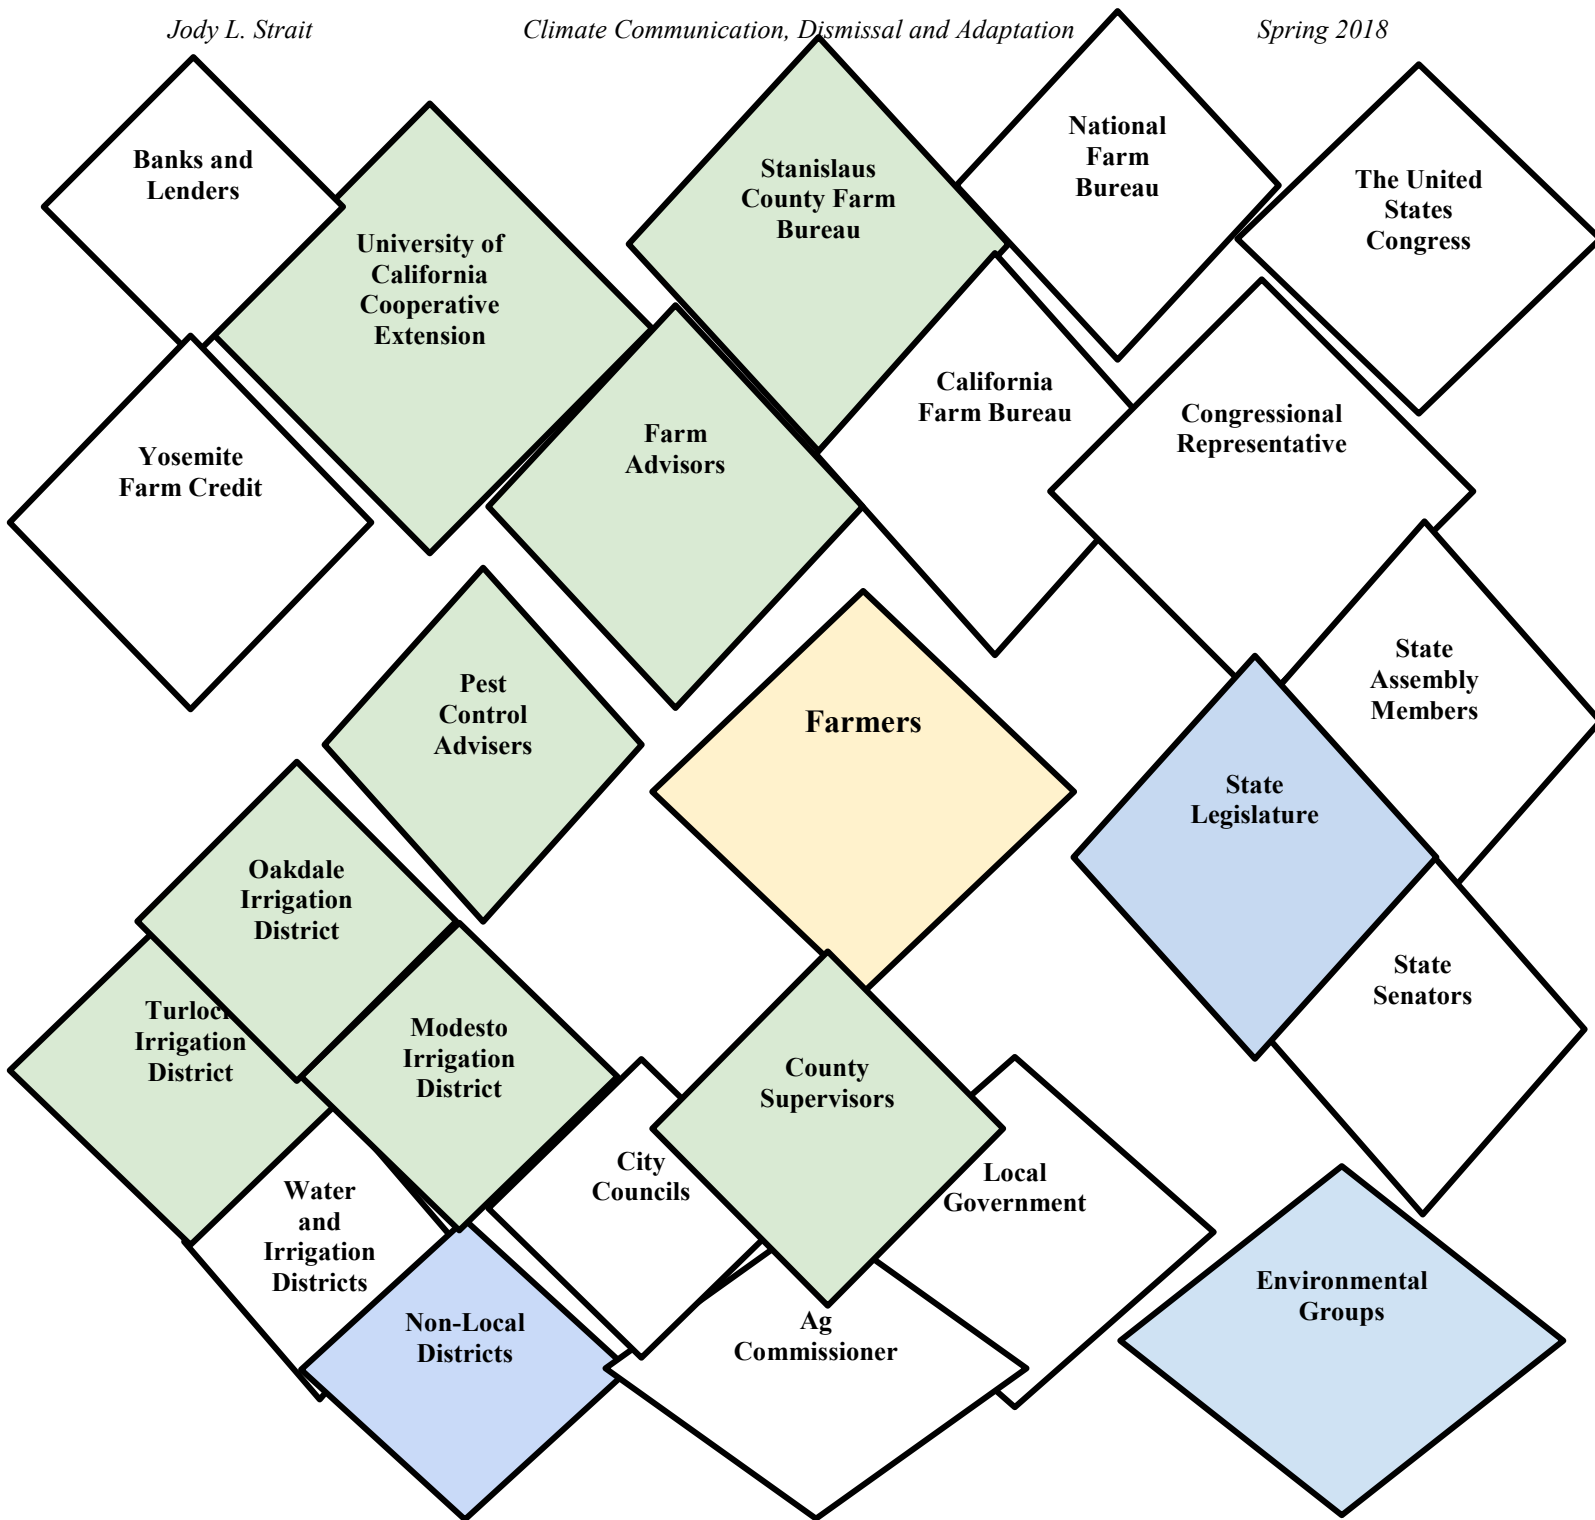 Jody L. Strait Climate Communication, Dismissal and Adaptation Spring 2018
National
Farm
Bureau
Banks and
Lenders
Stanislaus
County Farm
Bureau
The United
States
Congress
University of
California
Cooperative
Extension
California
Farm Bureau
Congressional
Representative
Farm
Advisors
Yosemite
Farm Credit
State
Assembly
Members
Pest
Control
Advisers
Farmers
State
Legislature
Oakdale
Irrigation
District
State
Senators
Turlock
Irrigation
District
Modesto
Irrigation
District
County
Supervisors
City
Councils
Local
Government
Water
and
Irrigation
Districts
Environmental
Groups
Non-Local
Districts
Ag
Commissioner